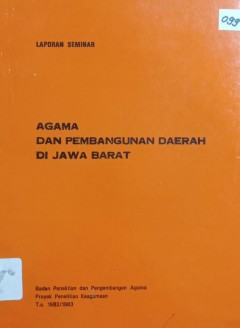 099
LAPORAN SEMINAR
AGAMA
DAN PEMBANGUNAN DAERAH
DI JAWA BARAT
Badan Penelitian dan Pengembangan Agama
Proyek Penelitian Keagamaan
T.a. 1982/1983